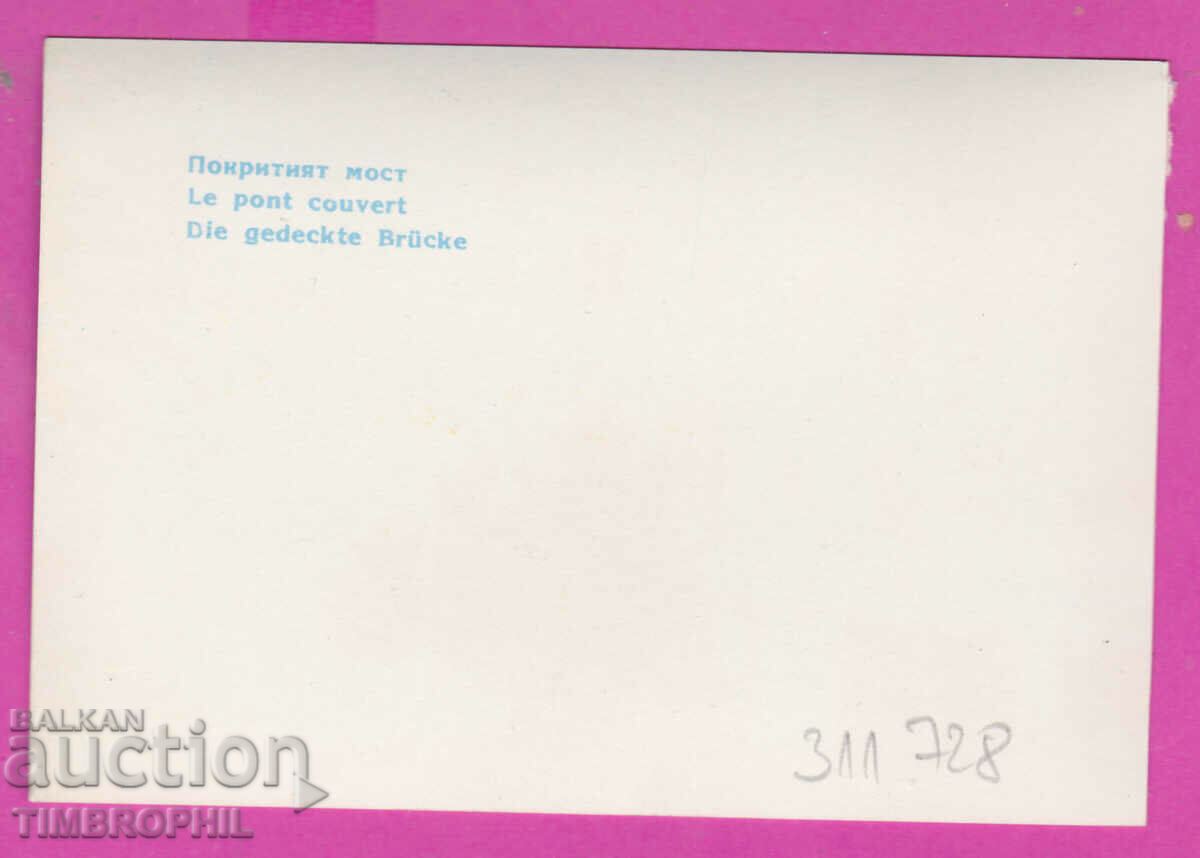 Покритият мост
Le pont couvert
Die gedeckte Brücke
311 728
BALKAN
auction
TIMBROPHIL